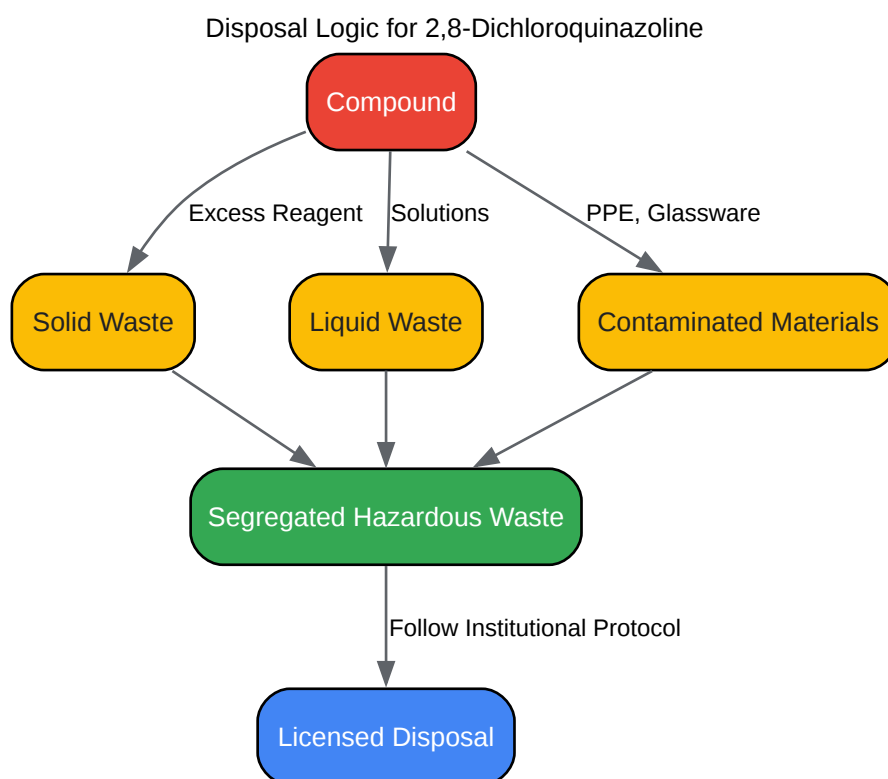 Disposal Logic for 2,8-Dichloroquinazoline
Compound
Excess Reagent
Solutions
PPE, Glassware
Solid Waste
Liquid Waste
Contaminated Materials
Segregated Hazardous Waste
Follow Institutional Protocol
Licensed Disposal